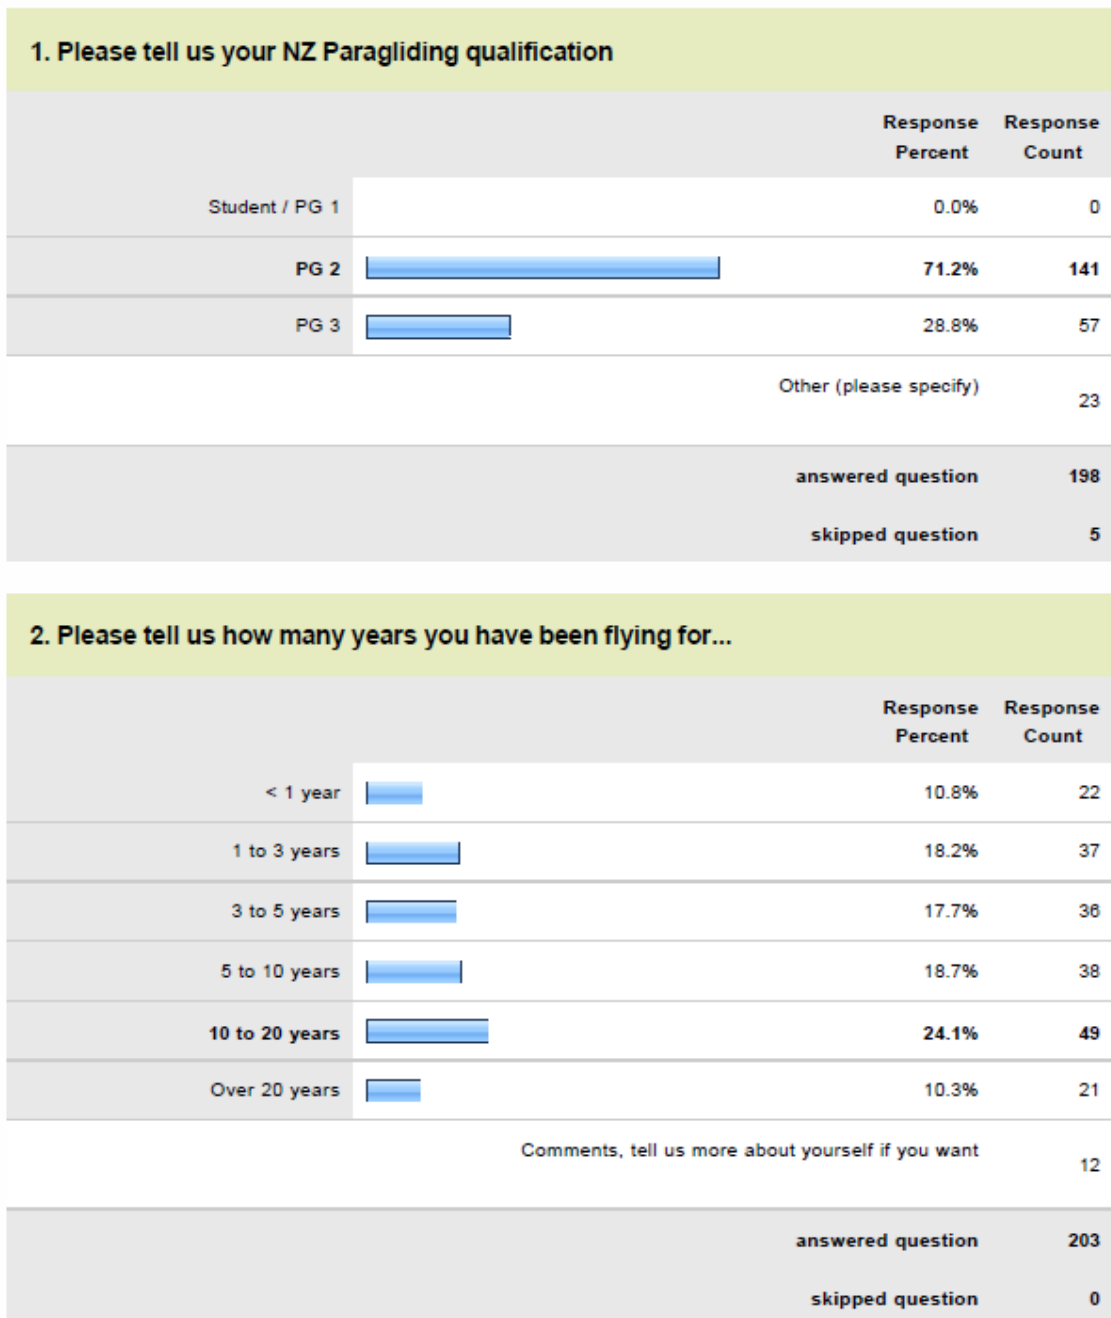 1. Please tell us your NZ Paragliding qualification
Response Percent
Response Count
Student / PG 1 0.0% 0
PG 2 71.2% 141
PG 3 28.8% 57
Other (please specify) 23
answered question 198
skipped question 5
2. Please tell us how many years you have been flying for...
Response Percent
Response Count
< 1 year 10.8% 22
1 to 3 years 18.2% 37
3 to 5 years 17.7% 36
5 to 10 years 18.7% 38
10 to 20 years 24.1% 49
Over 20 years 10.3% 21
Comments, tell us more about yourself if you want 12
answered question 203
skipped question 0